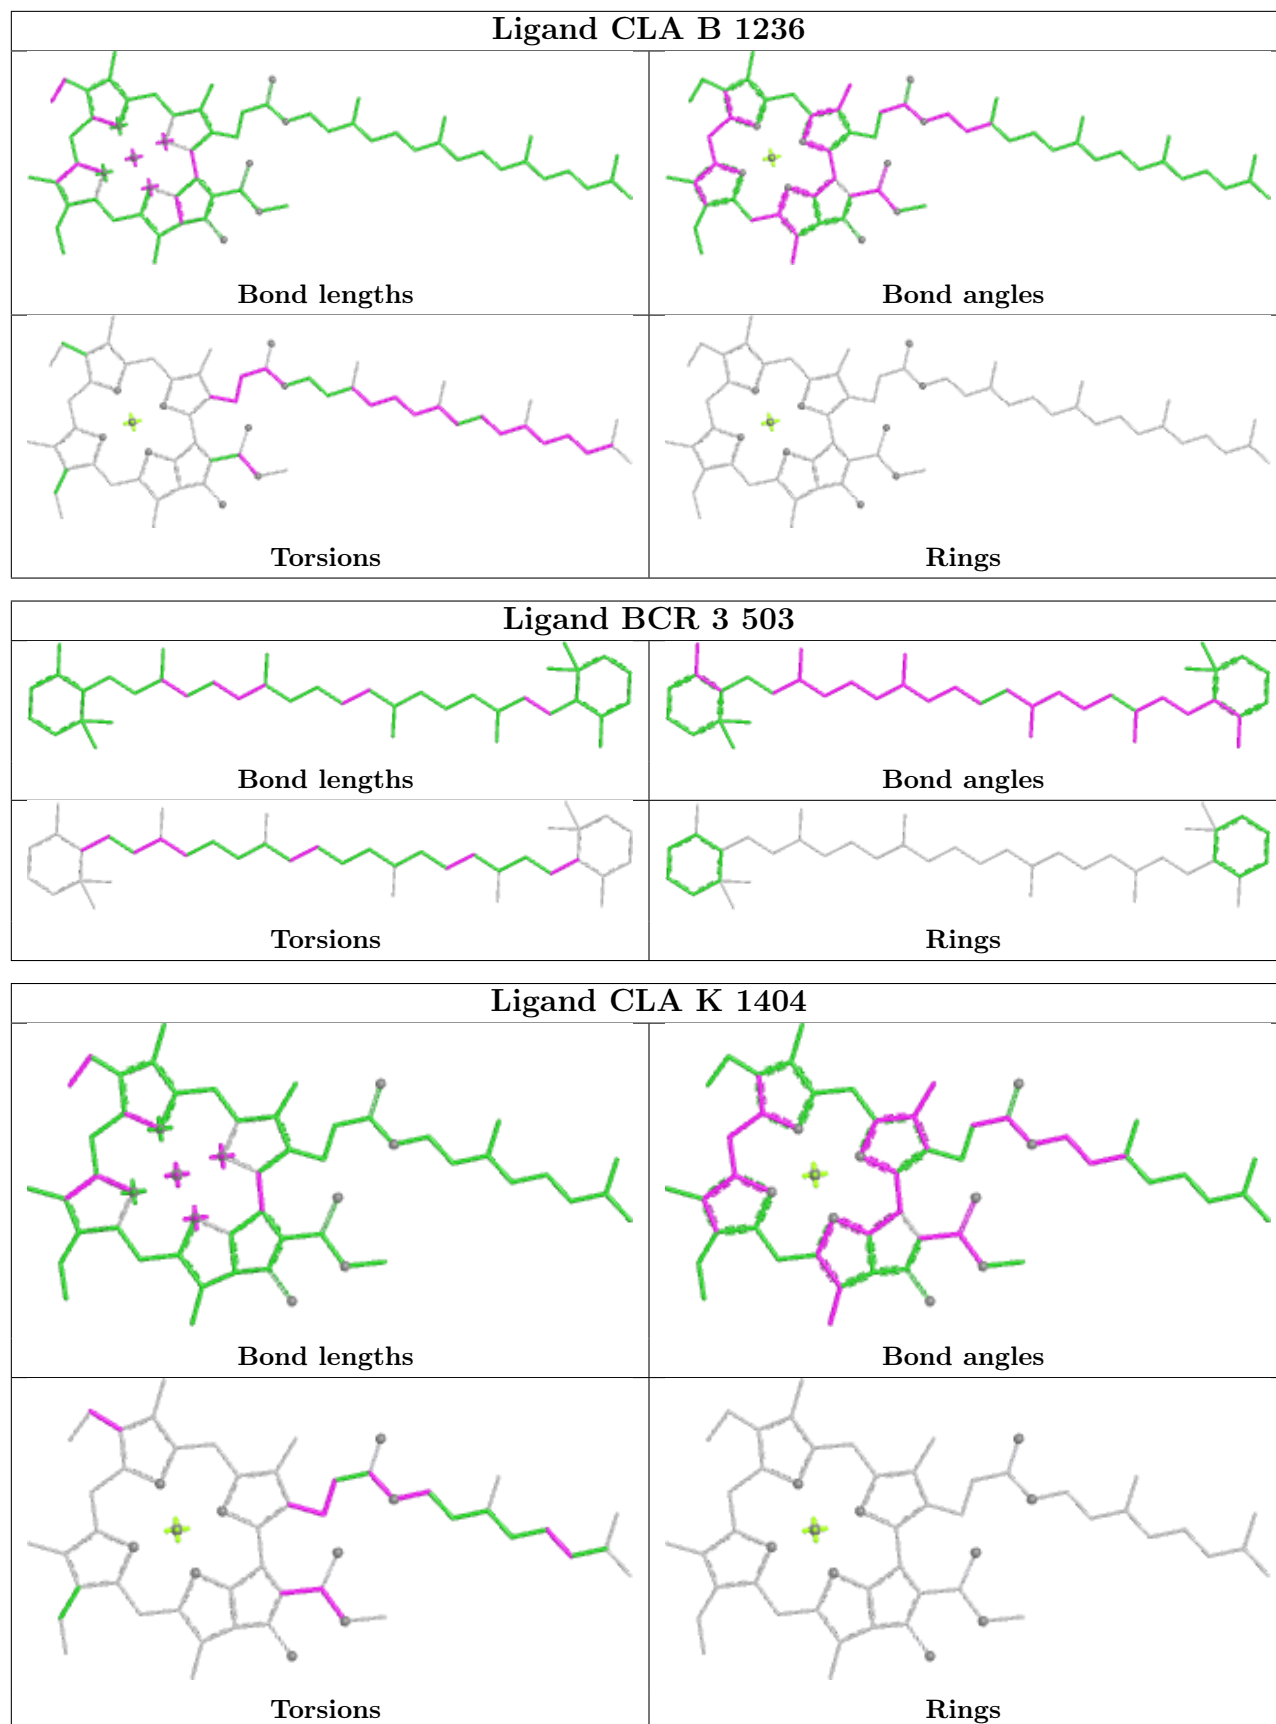 Ligand CLA B 1236
Bond lengths
Bond angles
Torsions
Rings
Ligand BCR 3 503
Bond lengths
Bond angles
Torsions
Rings
Ligand CLA K 1404
Bond lengths
Bond angles
Torsions
Rings